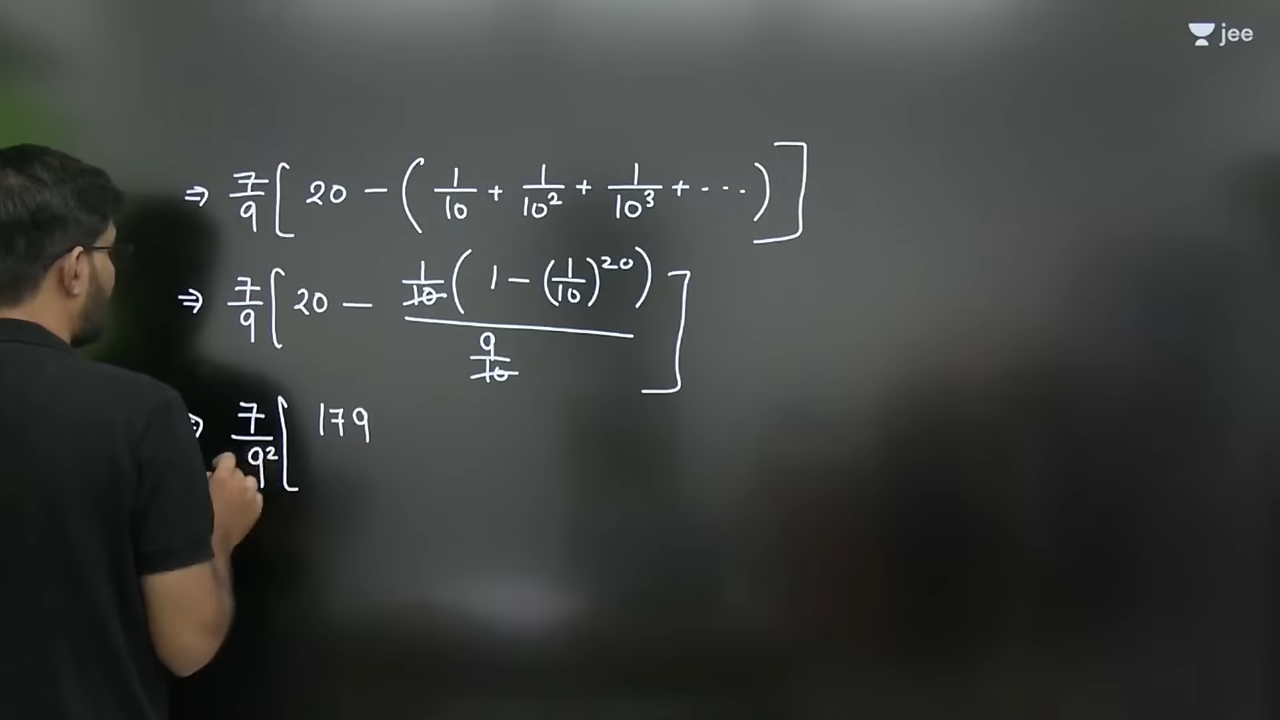 jee
⇒ 7/9 [ 20 − ( 1/10 + 1/10² + 1/10³ + ··· ) ]
⇒ 7/9 [ 20 − 1/10 ( 1 − (1/10)²⁰ ) / 9/10 ]
⇒ 7/9² [ 179